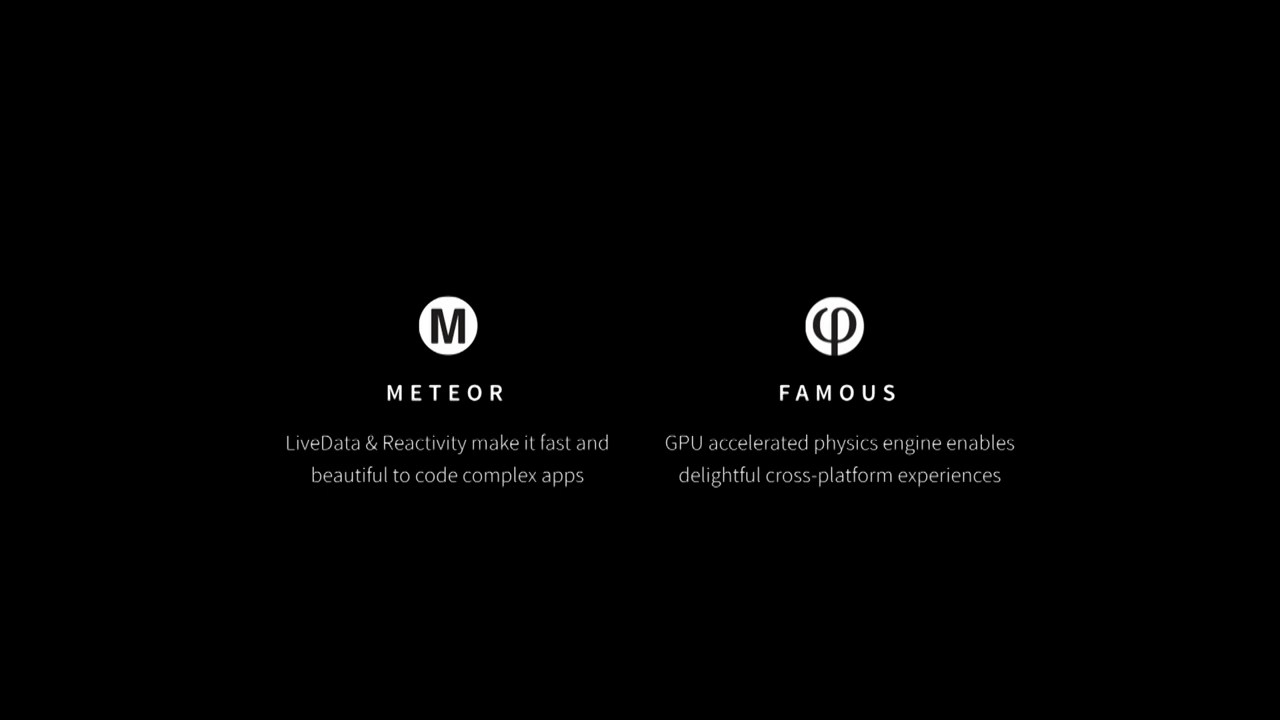 M
METEOR
LiveData & Reactivity make it fast and
beautiful to code complex apps
φ
FAMOUS
GPU accelerated physics engine enables
delightful cross-platform experiences